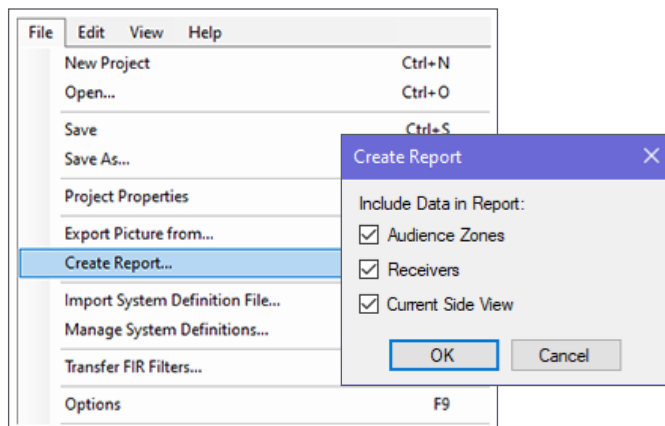 File Edit View Help
New Project Ctrl+N
Open... Ctrl+O
Save Ctrl+S
Save As...
Project Properties
Export Picture from...
Create Report...
Import System Definition File...
Manage System Definitions...
Transfer FIR Filters...
Options F9
Create Report
Include Data in Report:
Audience Zones
Receivers
Current Side View
OK Cancel